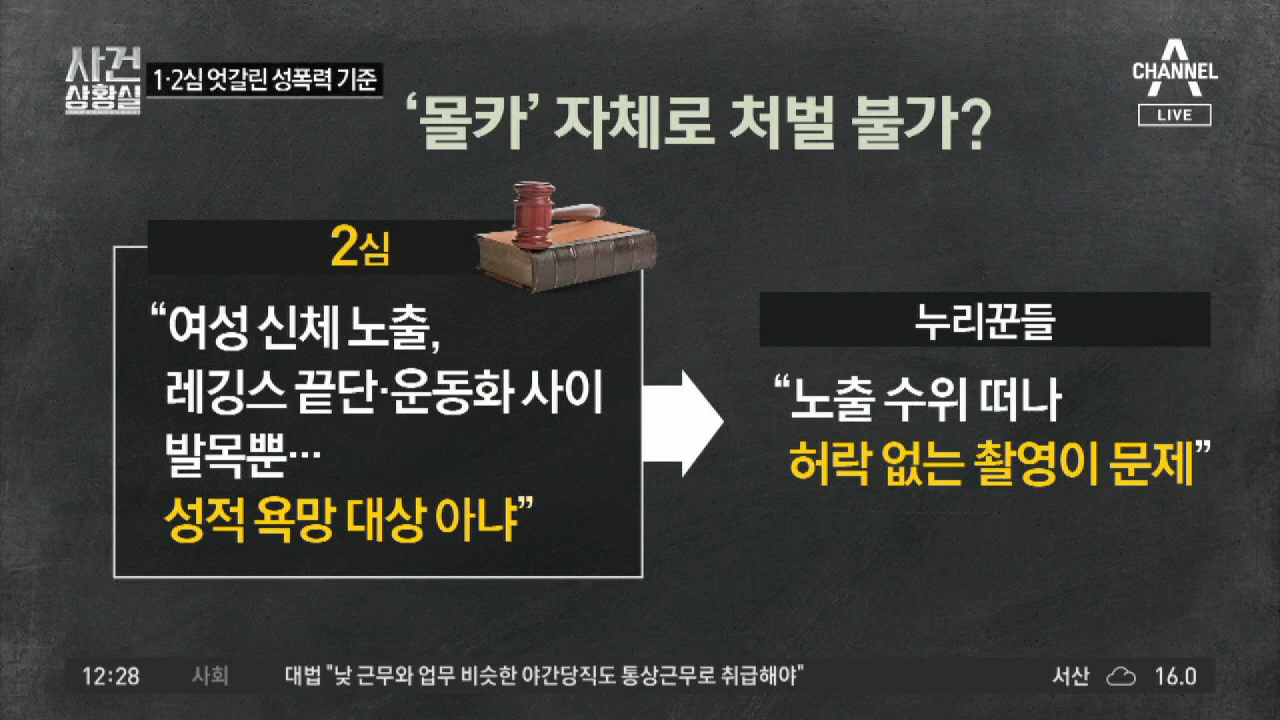 사건
상황실
1·2심 엇갈린 성폭력 기준
CHANNEL A
LIVE
‘몰카’ 자체로 처벌 불가?
2심
“여성 신체 노출,
레깅스 끝단·운동화 사이
발목뿐…
성적 욕망 대상 아냐”
누리꾼들
“노출 수위 떠나
허락 없는 촬영이 문제”
12:28 사회 대법 "낮 근무와 업무 비슷한 야간당직도 통상근무로 취급해야" 서산 16.0